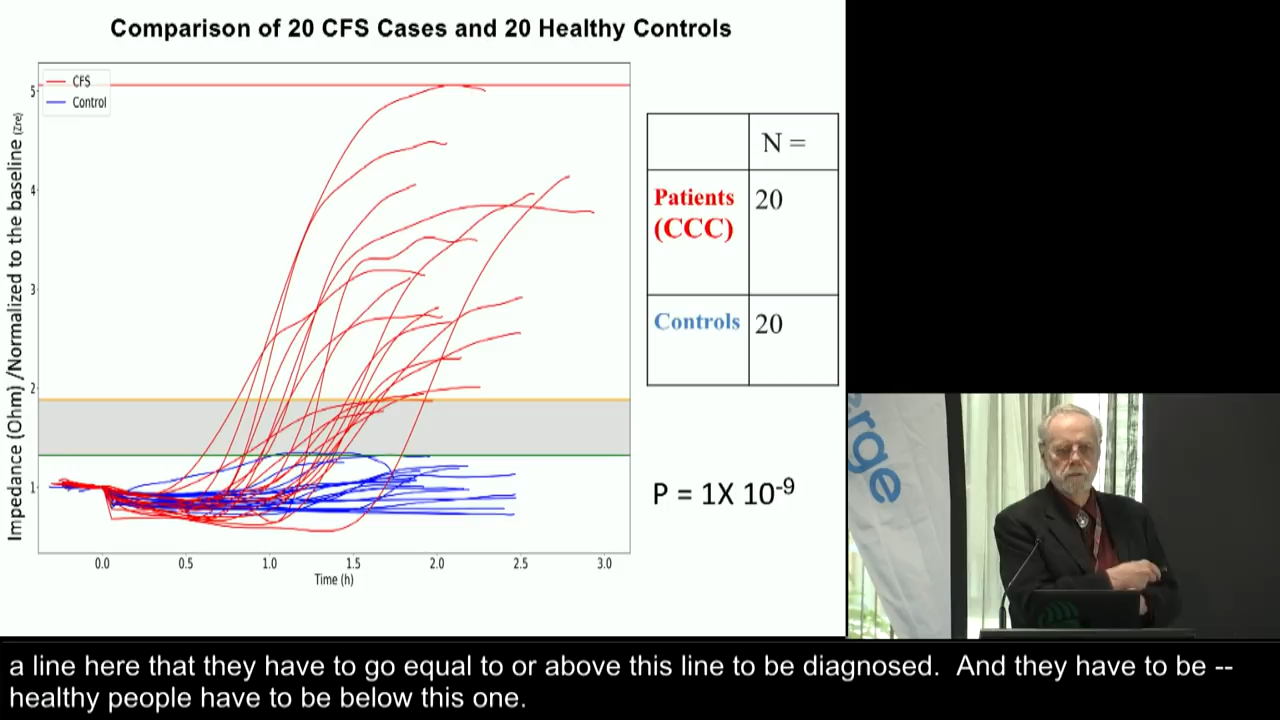 Comparison of 20 CFS Cases and 20 Healthy Controls
CFS
Control
Impedance (Ohm) /Normalized to the baseline (Zre)
5
4
3
2
1
0.0 0.5 1.0 1.5 2.0 2.5 3.0
Time (h)
N =
Patients 20
(CCC)
Controls 20
P = 1X 10⁻⁹
erge
a line here that they have to go equal to or above this line to be diagnosed. And they have to be --
healthy people have to be below this one.